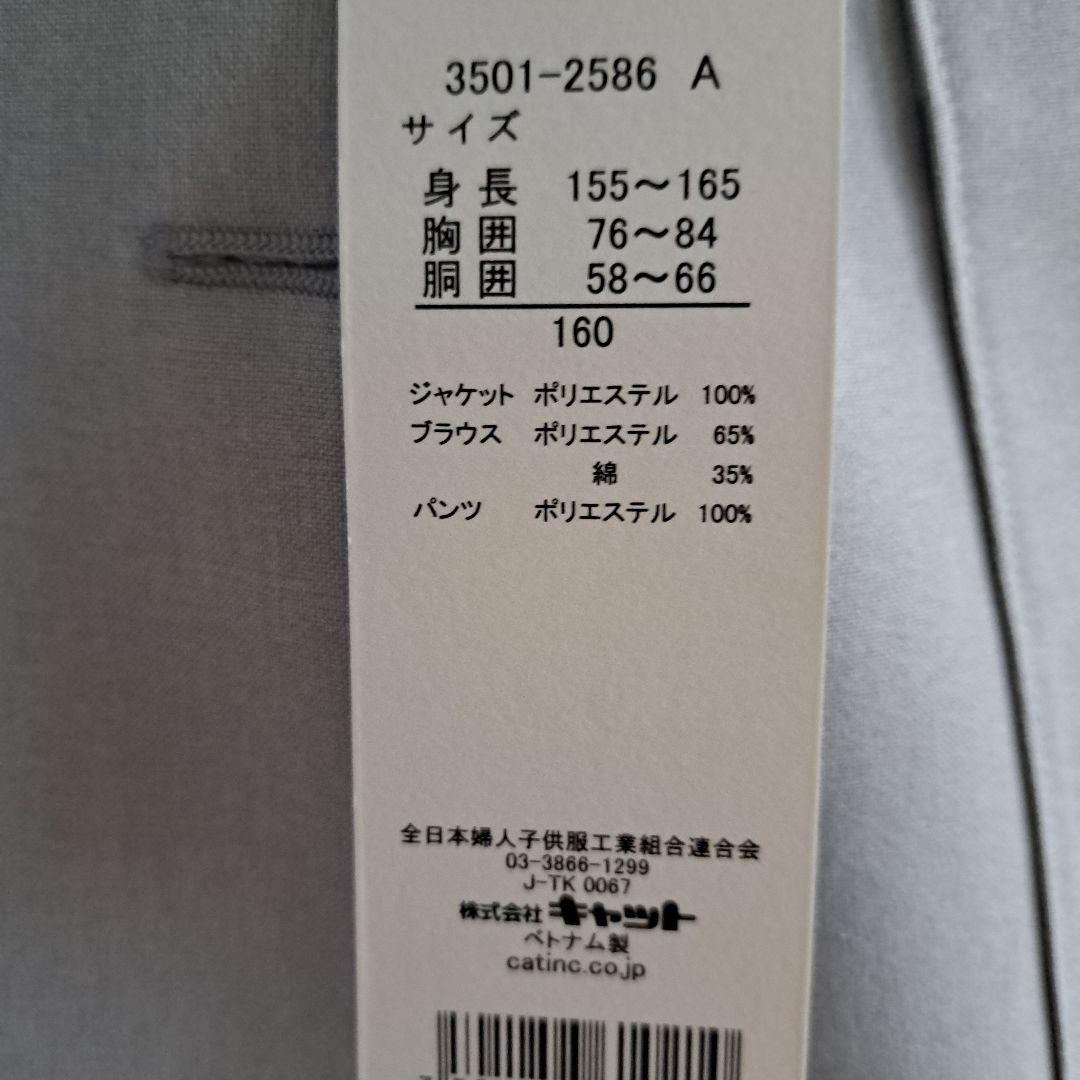 3501-2586 A
サイズ
身長 155～165
胸囲 76～84
胴囲 58～66
160
ジャケット ポリエステル 100%
ブラウス ポリエステル 65%
綿 35%
パンツ ポリエステル 100%
全日本婦人子供服工業組合連合会
03-3866-1299
J-TK 0067
株式会社キャット
ベトナム製
catinc.co.jp